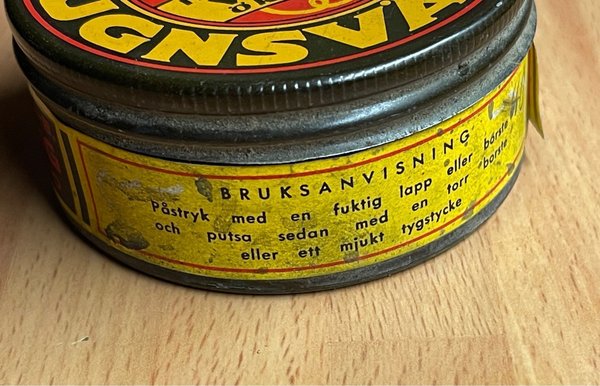 UGNSVÄ
BRUKSANVISNING
Påstryk med en fuktig lapp eller borste
och putsa sedan med en torr borste
eller ett mjukt tygstycke